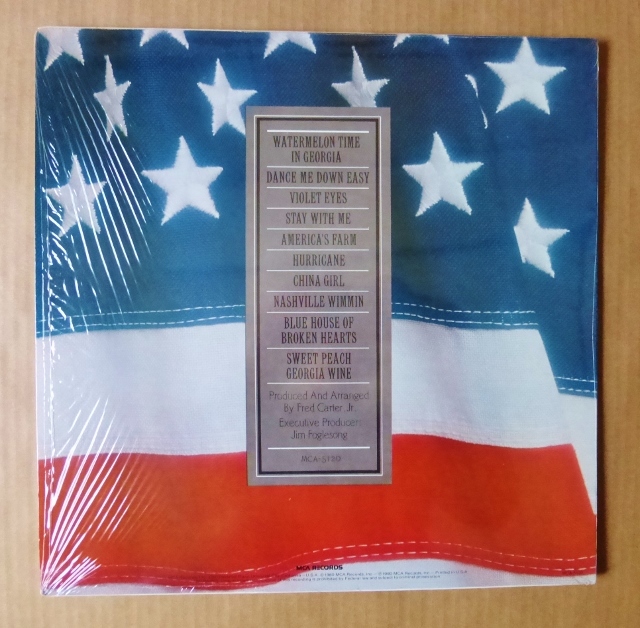 WATERMELON TIME
IN GEORGIA
DANCE ME DOWN EASY
VIOLET EYES
STAY WITH ME
AMERICA'S FARM
HURRICANE
CHINA GIRL
NASHVILLE WIMMIN
BLUE HOUSE OF
BROKEN HEARTS
SWEET PEACH
GEORGIA WINE
Produced And Arranged
By Fred Carter, Jr.
Executive Producer:
Jim Foglesong
MCA RECORDS